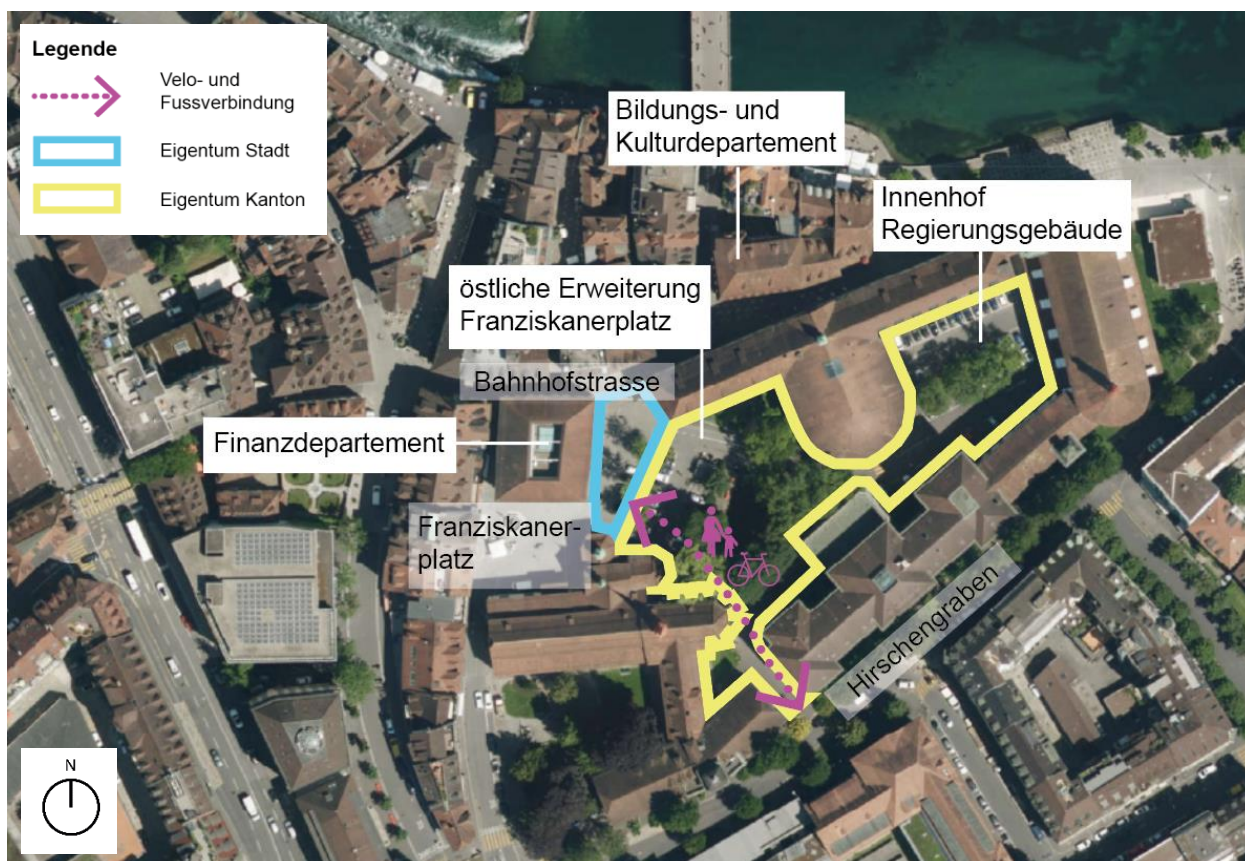 Legende
Velo- und
Fussverbindung
Eigentum Stadt
Eigentum Kanton
Bildungs- und
Kulturdepartement
Innenhof
Regierungsgebäude
östliche Erweiterung
Franziskanerplatz
Bahnhofstrasse
Finanzdepartement
Franziskaner-
platz
Hirschengraben
N